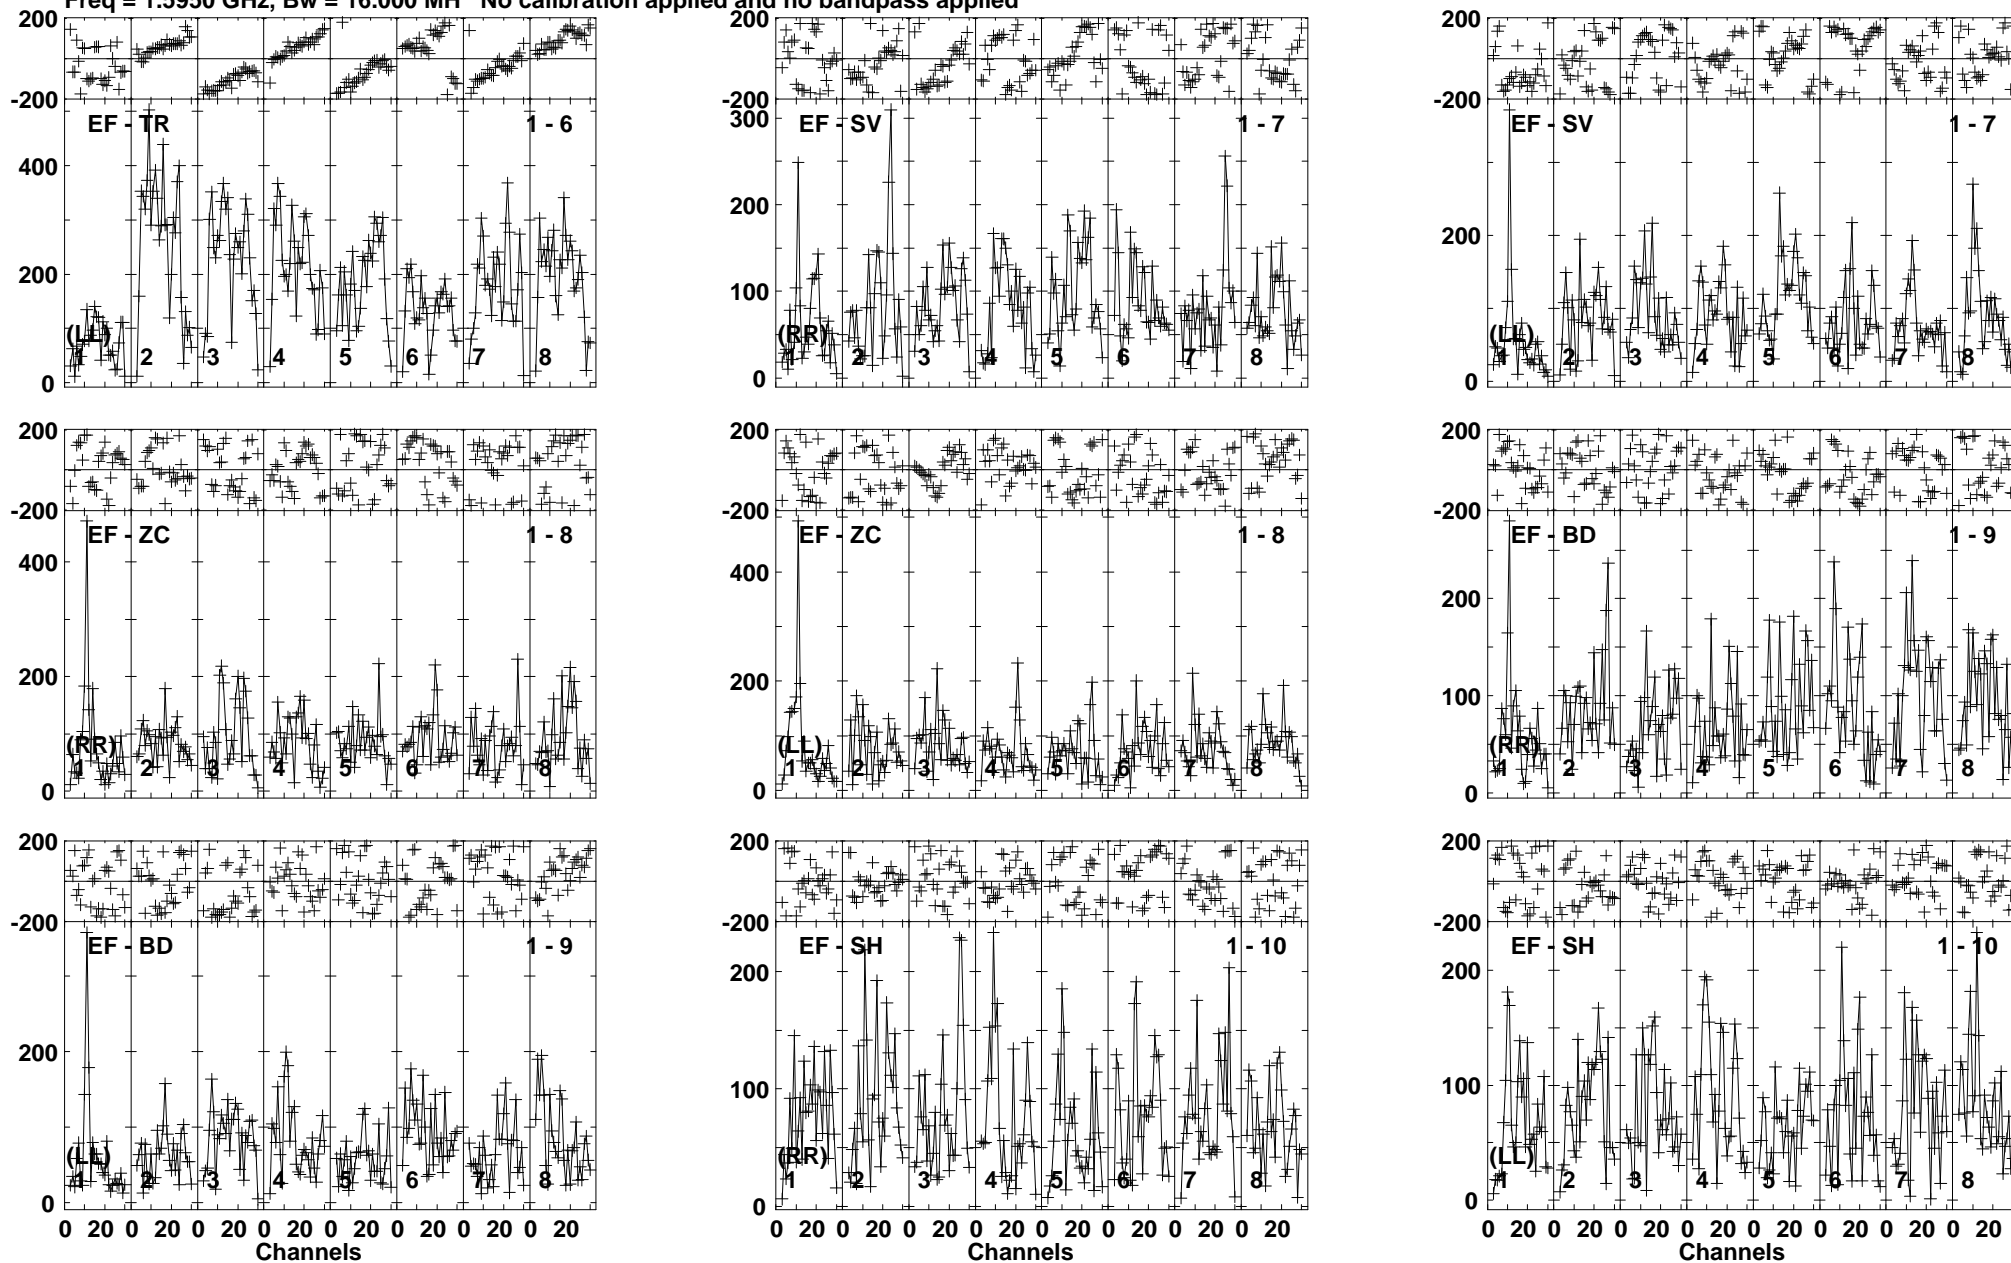 Freq = 1.5950 GHz, Bw = 16.000 MH No calibration applied and no bandpass applied
200 200 200
-200 -200 -200
EF - TR 1 - 6 EF - SV 1 - 7 EF - SV 1 - 7
400 300
200 200 200
100
(LL) (RR) (LL)
1 2 3 4 5 6 7 8 1 2 3 4 5 6 7 8 1 2 3 4 5 6 7 8
0 0 0
200 200 200
-200 -200 -200
EF - ZC 1 - 8 EF - ZC 1 - 8 EF - BD 1 - 9
400 400
200 200 200
100
(RR) (LL) (RR)
1 2 3 4 5 6 7 8 1 2 3 4 5 6 7 8 1 2 3 4 5 6 7 8
0 0 0
200 200 200
-200 -200 -200
EF - BD 1 - 9 EF - SH 1 - 10 EF - SH 1 - 10
200 200 200
100 100
(LL) (RR) (LL)
1 2 3 4 5 6 7 8 1 2 3 4 5 6 7 8 1 2 3 4 5 6 7 8
0 0 0
0 20 0 20 0 20 0 20 0 20 0 20 0 20 0 20 0 20 0 20 0 20 0 20 0 20 0 20 0 20 0 20 0 20 0 20 0 20 0 20 0 20 0 20 0 20 0 20
Channels Channels Channels